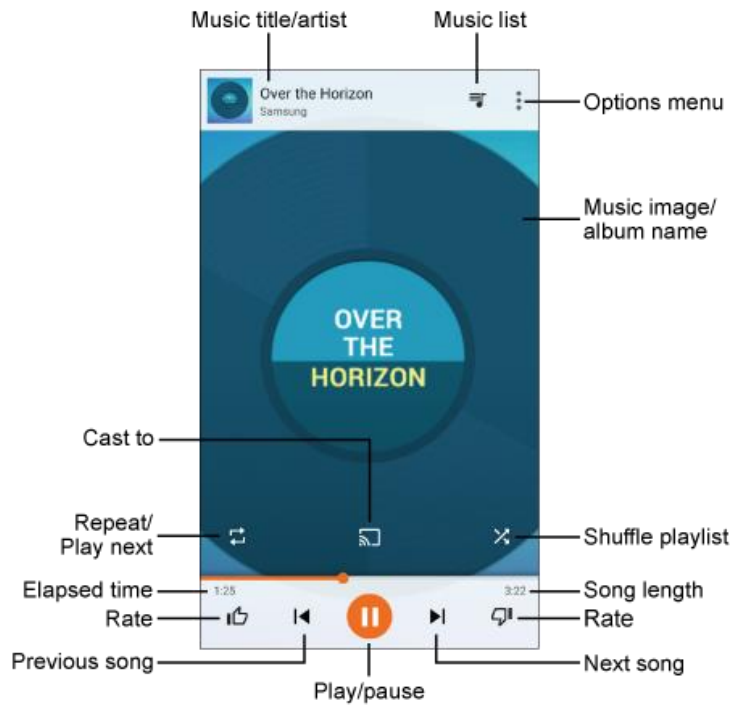 Music title/artist
Music list
Over the Horizon
Samsung
Options menu
Music image/
album name
OVER
THE
HORIZON
Cast to
Repeat/
Play next
Shuffle playlist
Elapsed time
1:25
3:22
Song length
Rate
Rate
Previous song
Next song
Play/pause